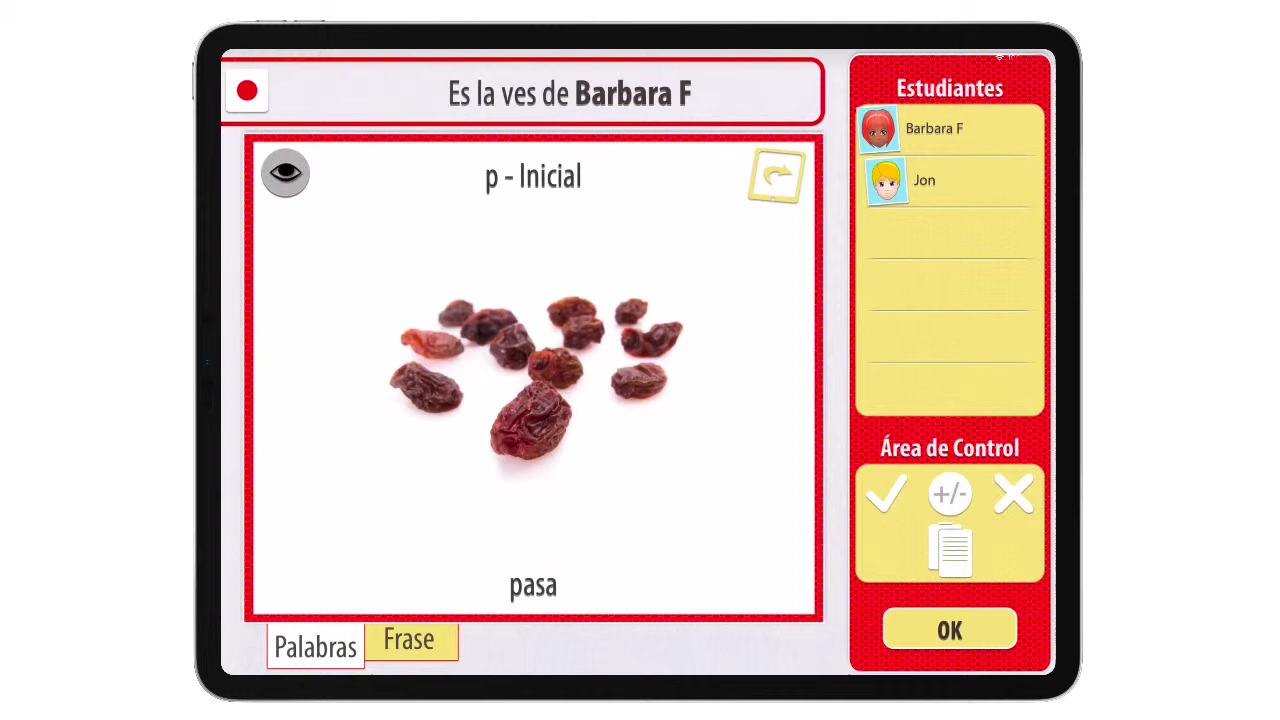 Es la ves de Barbara F
p - Inicial
pasa
Palabras
Frase
Estudiantes
Barbara F
Jon
Área de Control
+/-
OK